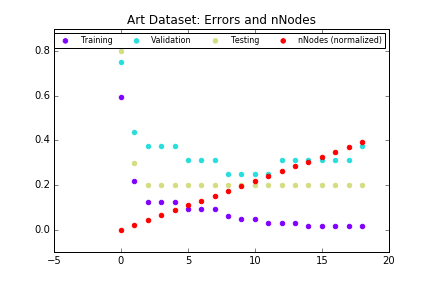 Art Dataset: Errors and nNodes
Training Validation Testing nNodes (normalized)
0.8
0.6
0.4
0.2
0.0
−5 0 5 10 15 20